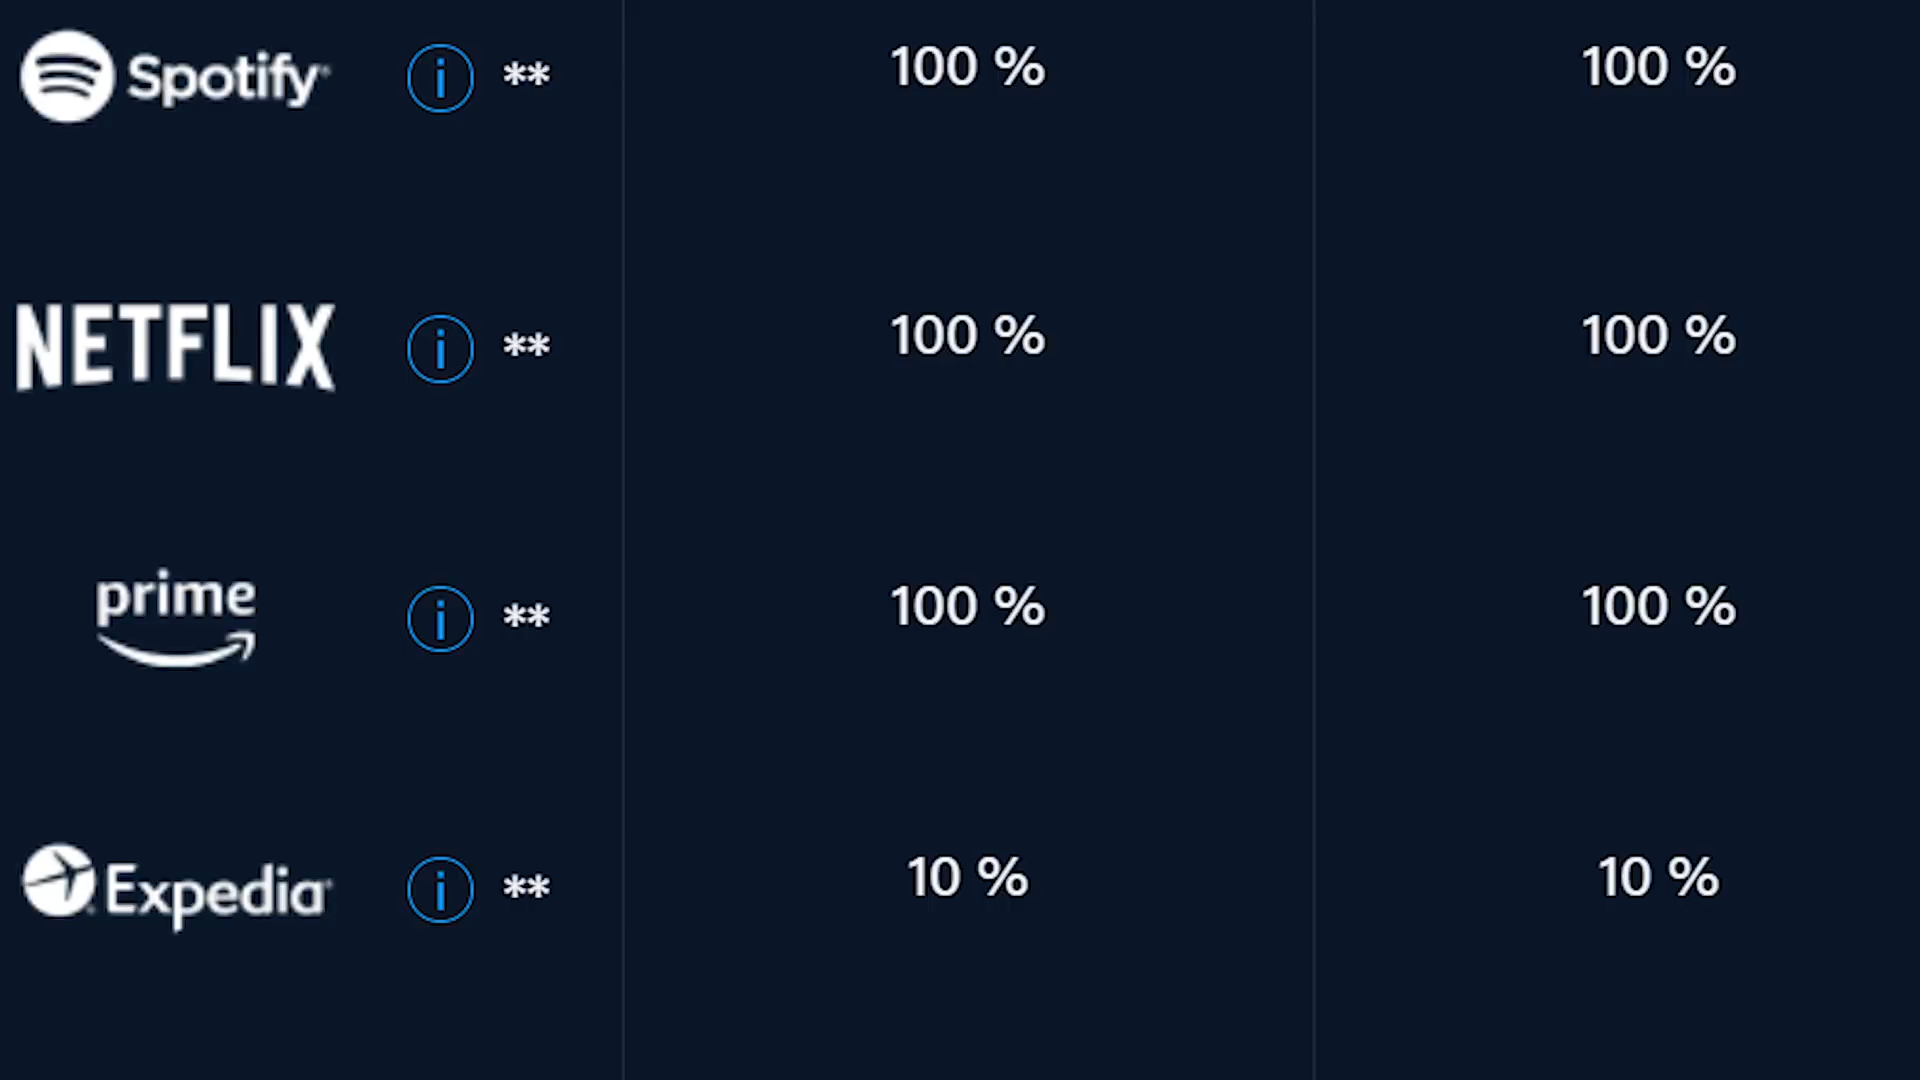 Spotify® i ** 100 % 100 %
NETFLIX i ** 100 % 100 %
prime i ** 100 % 100 %
Expedia® i ** 10 % 10 %